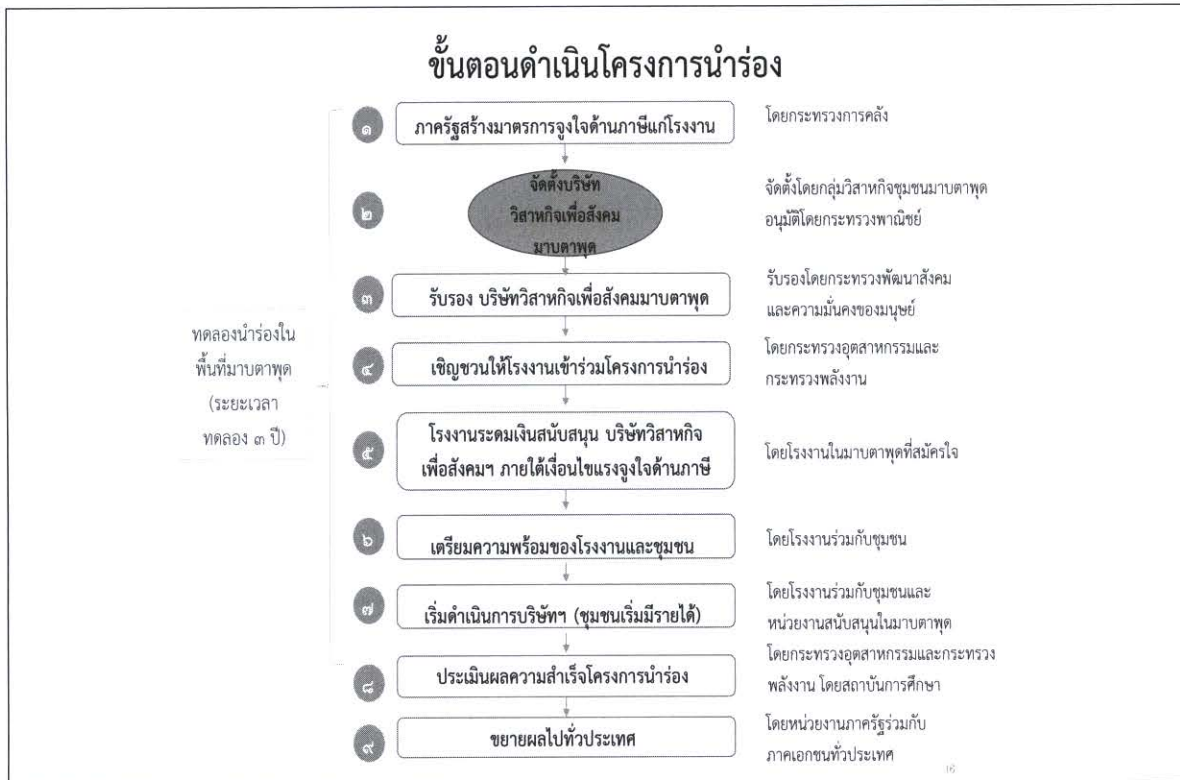 ขั้นตอนดำเนินโครงการนำร่อง
๑
ภาครัฐสร้างมาตรการจูงใจด้านภาษีแก่โรงงาน
โดยกระทรวงการคลัง
๒
จัดตั้งบริษัท
วิสาหกิจเพื่อสังคม
มาบตาพุด
จัดตั้งโดยกลุ่มวิสาหกิจชุมชนมาบตาพุด
อนุมัติโดยกระทรวงพาณิชย์
๓
รับรอง บริษัทวิสาหกิจเพื่อสังคมมาบตาพุด
รับรองโดยกระทรวงพัฒนาสังคม
และความมั่นคงของมนุษย์
ทดลองนำร่องใน
พื้นที่มาบตาพุด
(ระยะเวลา
ทดลอง ๓ ปี)
๔
เชิญชวนให้โรงงานเข้าร่วมโครงการนำร่อง
โดยกระทรวงอุตสาหกรรมและ
กระทรวงพลังงาน
๕
โรงงานระดมเงินสนับสนุน บริษัทวิสาหกิจ
เพื่อสังคมฯ ภายใต้เงื่อนไขแรงจูงใจด้านภาษี
โดยโรงงานในมาบตาพุดที่สมัครใจ
๖
เตรียมความพร้อมของโรงงานและชุมชน
โดยโรงงานร่วมกับชุมชน
๗
เริ่มดำเนินการบริษัทฯ (ชุมชนเริ่มมีรายได้)
โดยโรงงานร่วมกับชุมชนและ
หน่วยงานสนับสนุนในมาบตาพุด
๘
ประเมินผลความสำเร็จโครงการนำร่อง
โดยกระทรวงอุตสาหกรรมและกระทรวง
พลังงาน โดยสถาบันการศึกษา
๙
ขยายผลไปทั่วประเทศ
โดยหน่วยงานภาครัฐร่วมกับ
ภาคเอกชนทั่วประเทศ